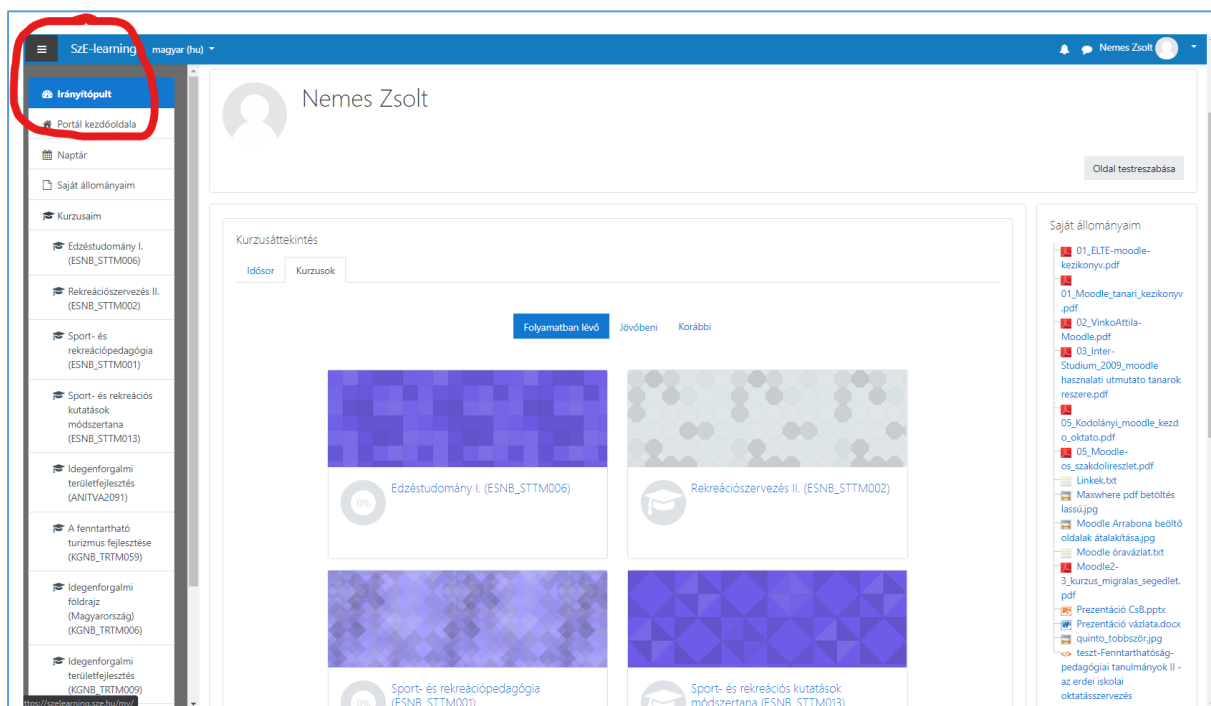 SzE-learning magyar (hu)
Nemes Zsolt
Irányítópult
Portál kezdőoldala
Naptár
Saját állományaim
Kurzusaim
Edzéstudomány I.
(ESNB_STTM006)
Rekreációszervezés II.
(ESNB_STTM002)
Sport- és
rekreációpedagógia
(ESNB_STTM001)
Sport- és rekreációs
kutatások
módszertana
(ESNB_STTM013)
Idegenforgalmi
területfejlesztés
(ANITVA2091)
A fenntartható
turizmus fejlesztése
(KGNB_TRTM059)
Idegenforgalmi
földrajz
(Magyarország)
(KGNB_TRTM006)
Idegenforgalmi
területfejlesztés
(KGNB_TRTM009)
ttps://szelearning.sze.hu/my/
Nemes Zsolt
Oldal testreszabása
Kurzusáttekintés
Idősor Kurzusok
Folyamatban lévő Jövőbeni Korábbi
0%
Edzéstudomány I. (ESNB_STTM006)
Rekreációszervezés II. (ESNB_STTM002)
0%
Sport- és rekreációpedagógia
(ESNB_STTM001)
Sport- és rekreációs kutatások
módszertana (ESNB_STTM013)
Saját állományaim
01_ELTE-moodle-
kezikonyv.pdf
01_Moodle_tanari_kezikonyv
.pdf
02_VinkoAttila-
Moodle.pdf
03_Inter-
Studium_2009_moodle
hasznalati utmutato tanarok
reszere.pdf
05_Kodolányi_moodle_kezd
o_oktato.pdf
05_Moodle-
os_szakdolireszlet.pdf
Linkek.txt
Maxwhere pdf betöltés
lassú.jpg
Moodle Arrabona beöltő
oldalak átalakítása.jpg
Moodle óravázlat.txt
Moodle2-
3_kurzus_migralas_segedlet.
pdf
Prezentáció CsB.pptx
Prezentáció vázlata.docx
quinto_többször.jpg
teszt-Fenntarthatóság-
pedagógiai tanulmányok II -
az erdei iskolai
oktatásszervezés